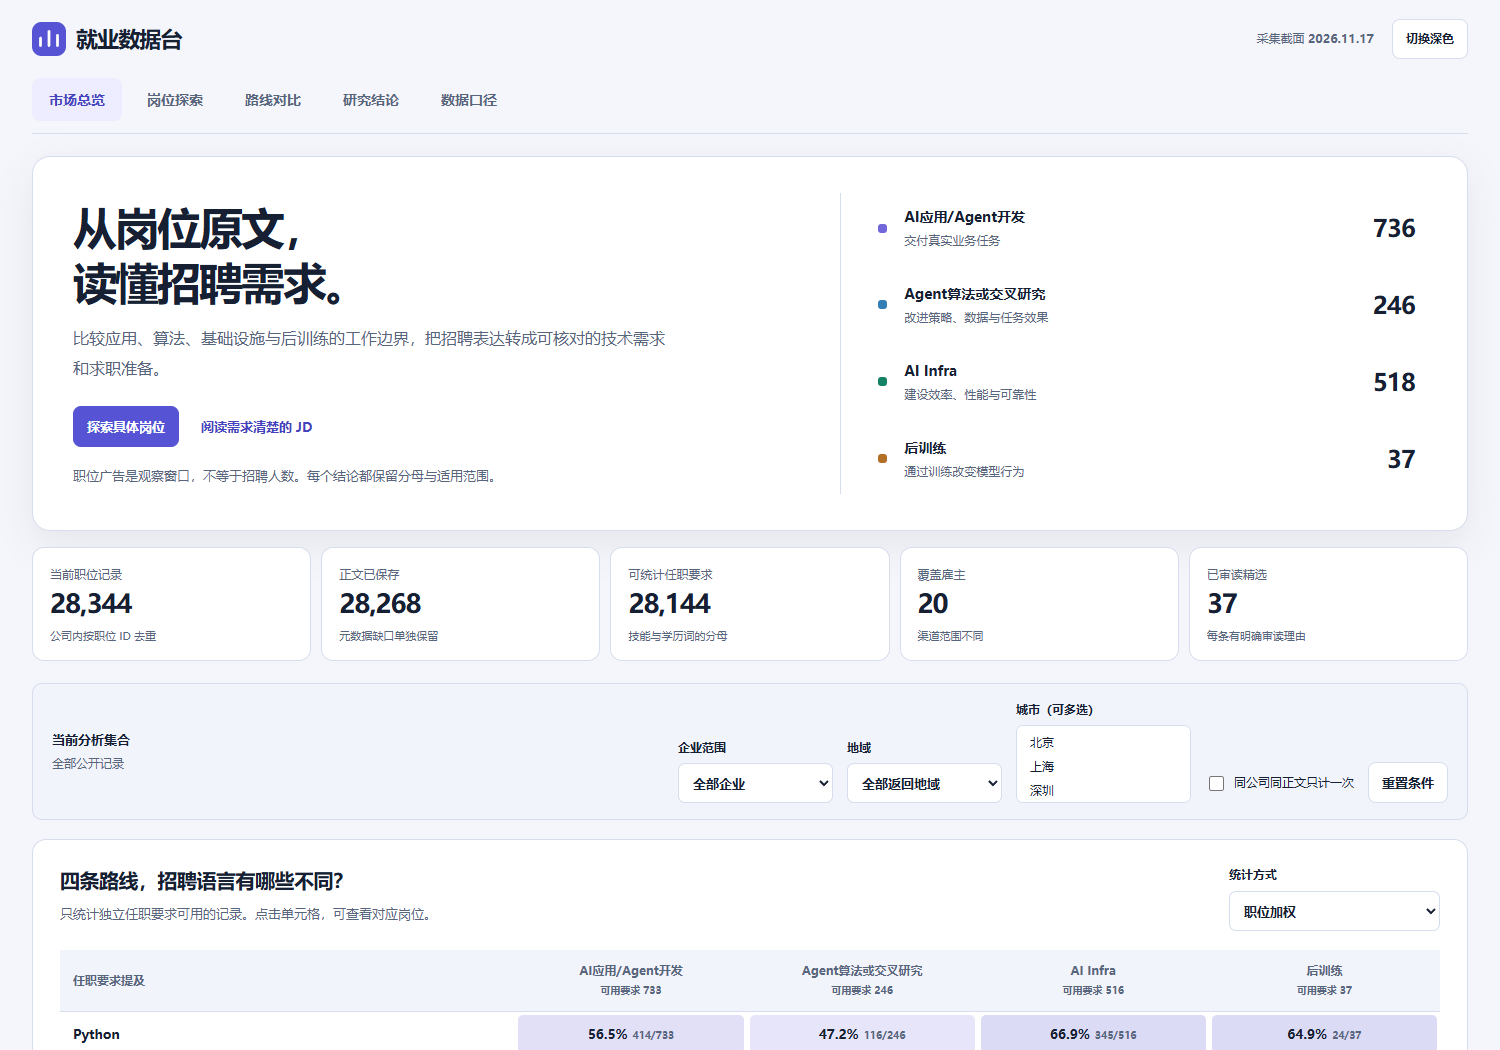 就业数据台
采集截面 2026.11.17
切换深色
市场总览
岗位探索
路线对比
研究结论
数据口径
从岗位原文，
读懂招聘需求。
比较应用、算法、基础设施与后训练的工作边界，把招聘表达转成可核对的技术需求
和求职准备。
探索具体岗位
阅读需求清楚的 JD
职位广告是观察窗口，不等于招聘人数。每个结论都保留分母与适用范围。
AI应用/Agent开发
交付真实业务任务
736
Agent算法或交叉研究
改进策略、数据与任务效果
246
AI Infra
建设效率、性能与可靠性
518
后训练
通过训练改变模型行为
37
当前职位记录
28,344
公司内按职位 ID 去重
正文已保存
28,268
元数据缺口单独保留
可统计任职要求
28,144
技能与学历词的分母
覆盖雇主
20
渠道范围不同
已审读精选
37
每条有明确审读理由
当前分析集合
全部公开记录
企业范围
全部企业
地域
全部返回地域
城市（可多选）
北京
上海
深圳
同公司同正文只计一次
重置条件
四条路线，招聘语言有哪些不同？
只统计独立任职要求可用的记录。点击单元格，可查看对应岗位。
统计方式
职位加权
任职要求提及
AI应用/Agent开发
可用要求 733
Agent算法或交叉研究
可用要求 246
AI Infra
可用要求 516
后训练
可用要求 37
Python
56.5% 414/733
47.2% 116/246
66.9% 345/516
64.9% 24/37